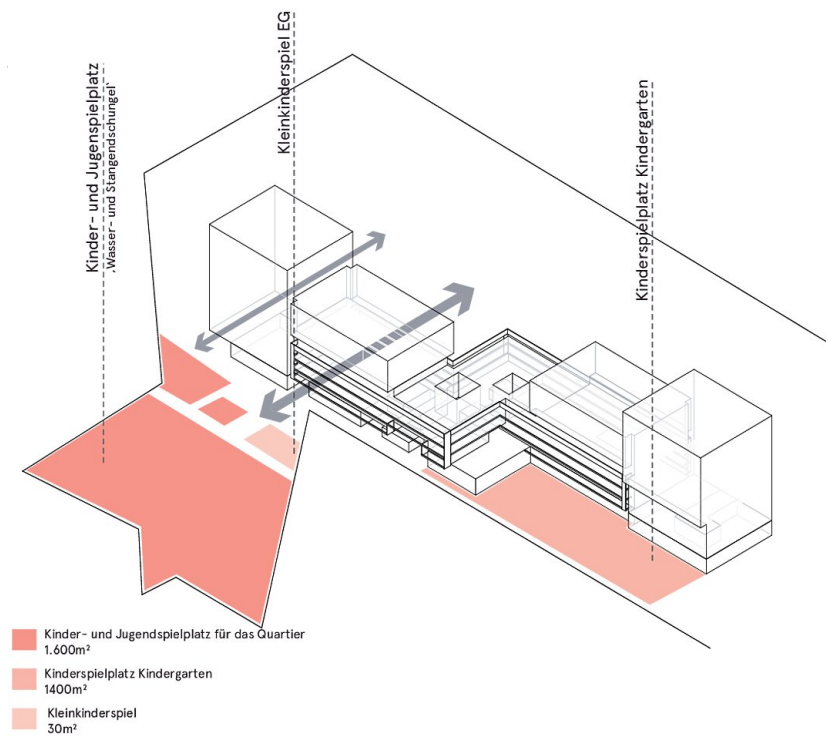 Kinder- und Jugenspielplatz
‚Wasser- und Stangendschungel'
Kleinkinderspiel EG
Kinderspielplatz Kindergarten
Kinder- und Jugendspielplatz für das Quartier
1.600m²
Kinderspielplatz Kindergarten
1400m²
Kleinkinderspiel
30m²